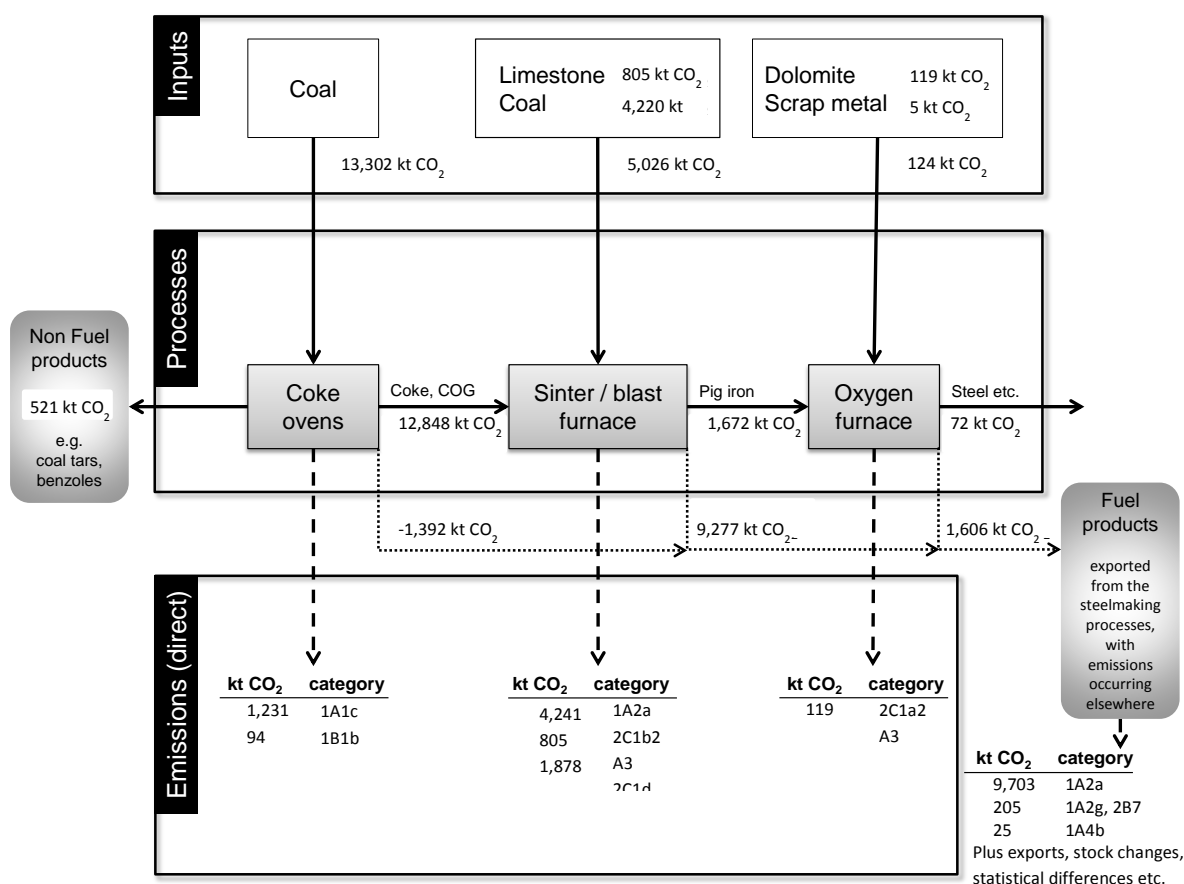 Inputs
Coal
Limestone 805 kt CO2
Coal 4,220 kt
Dolomite 119 kt CO2
Scrap metal 5 kt CO2
13,302 kt CO2
5,026 kt CO2
124 kt CO2
Processes
Non Fuel
products
521 kt CO2
e.g.
coal tars,
benzoles
Coke
ovens
Coke, COG
12,848 kt CO2
Sinter / blast
furnace
Pig iron
1,672 kt CO2
Oxygen
furnace
Steel etc.
72 kt CO2
-1,392 kt CO2
9,277 kt CO2-
1,606 kt CO2 -
Fuel
products
exported
from the
steelmaking
processes,
with
emissions
occurring
elsewhere
Emissions (direct)
kt CO2 category
1,231 1A1c
94 1B1b
kt CO2 category
4,241 1A2a
805 2C1b2
1,878 A3
2C1d
kt CO2 category
119 2C1a2
A3
kt CO2 category
9,703 1A2a
205 1A2g, 2B7
25 1A4b
Plus exports, stock changes,
statistical differences etc.